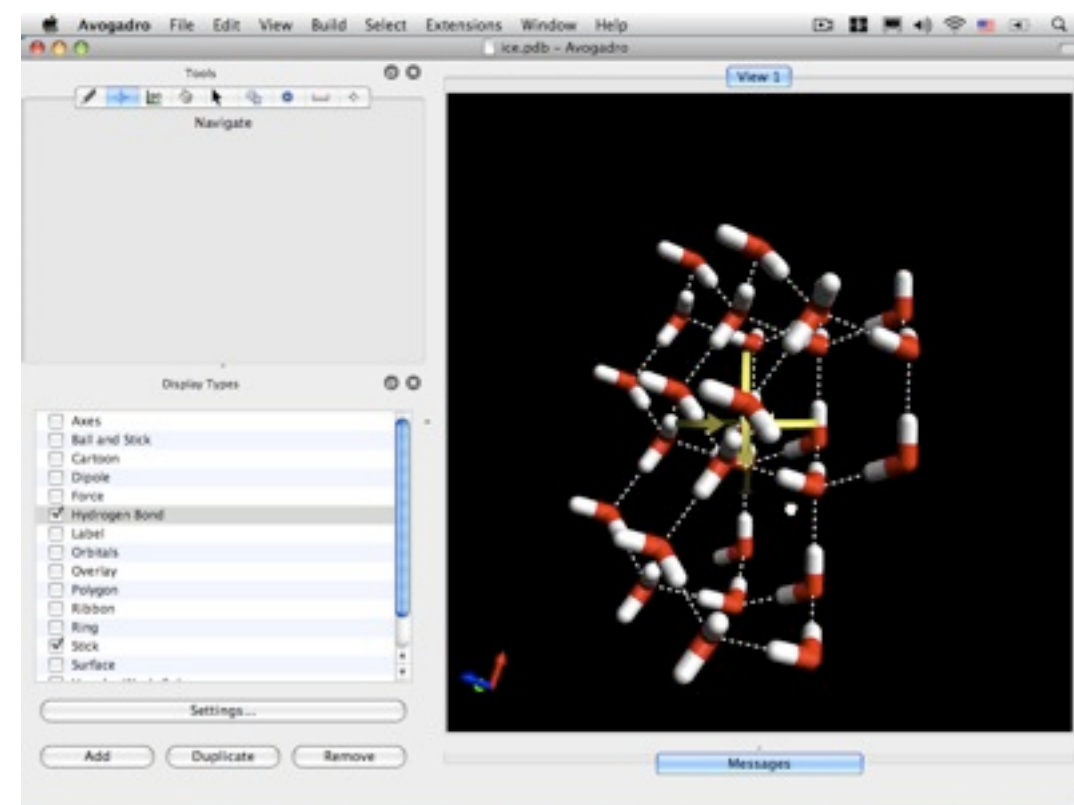 Avogadro File Edit View Build Select Extensions Window Help
ice.pdb - Avogadro
Tools
View 1
Navigate
Display Types
Axes
Ball and Stick
Cartoon
Dipole
Force
Hydrogen Bond
Label
Orbitals
Overlay
Polygon
Ribbon
Ring
Stick
Surface
Settings...
Add Duplicate Remove
Messages